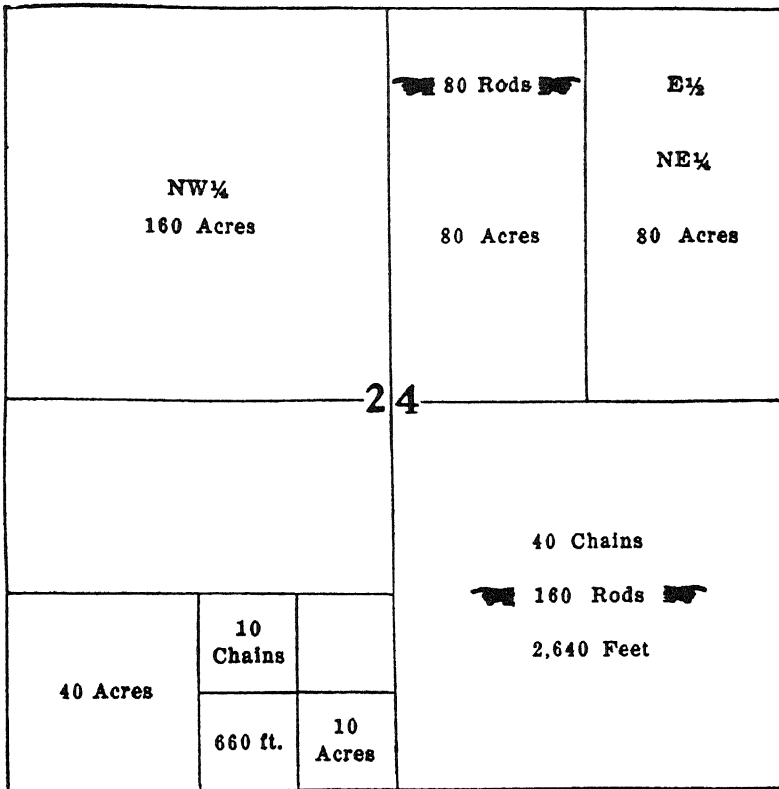 80 Rods
E½
NE¼
NW¼
160 Acres
80 Acres
80 Acres
24
40 Chains
160 Rods
2,640 Feet
10
Chains
40 Acres
660 ft.
10
Acres